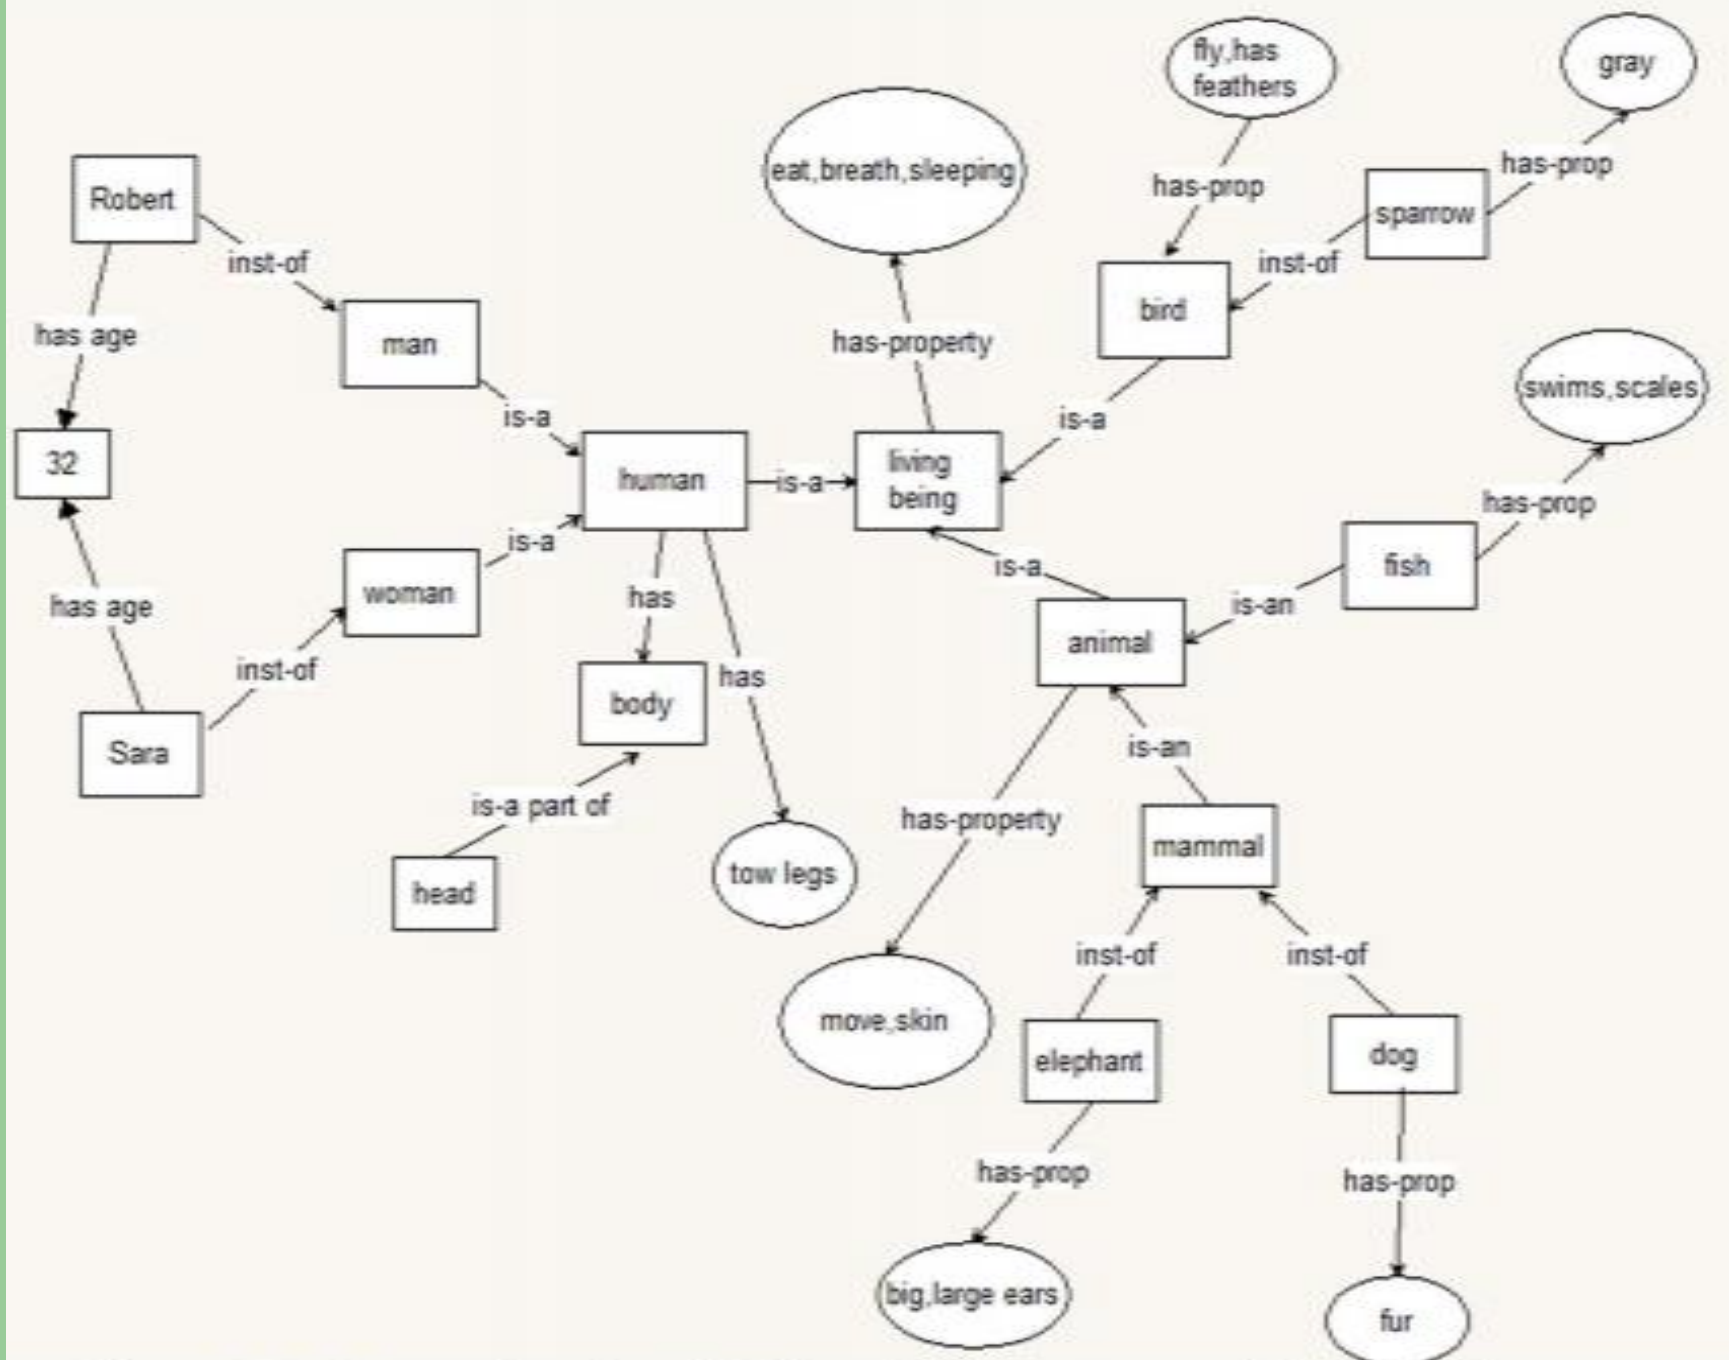 fly,has
feathers
gray
eat,breath,sleeping
has-prop
has-prop
Robert
sparrow
inst-of
inst-of
bird
has age
man
has-property
swims,scales
is-a
is-a
32
human
is-a
living
being
has-prop
is-a
is-a
fish
woman
has
is-an
has age
animal
inst-of
has
body
Sara
is-an
is-a part of
has-property
mammal
tow legs
head
inst-of
inst-of
move,skin
elephant
dog
has-prop
has-prop
big,large ears
fur